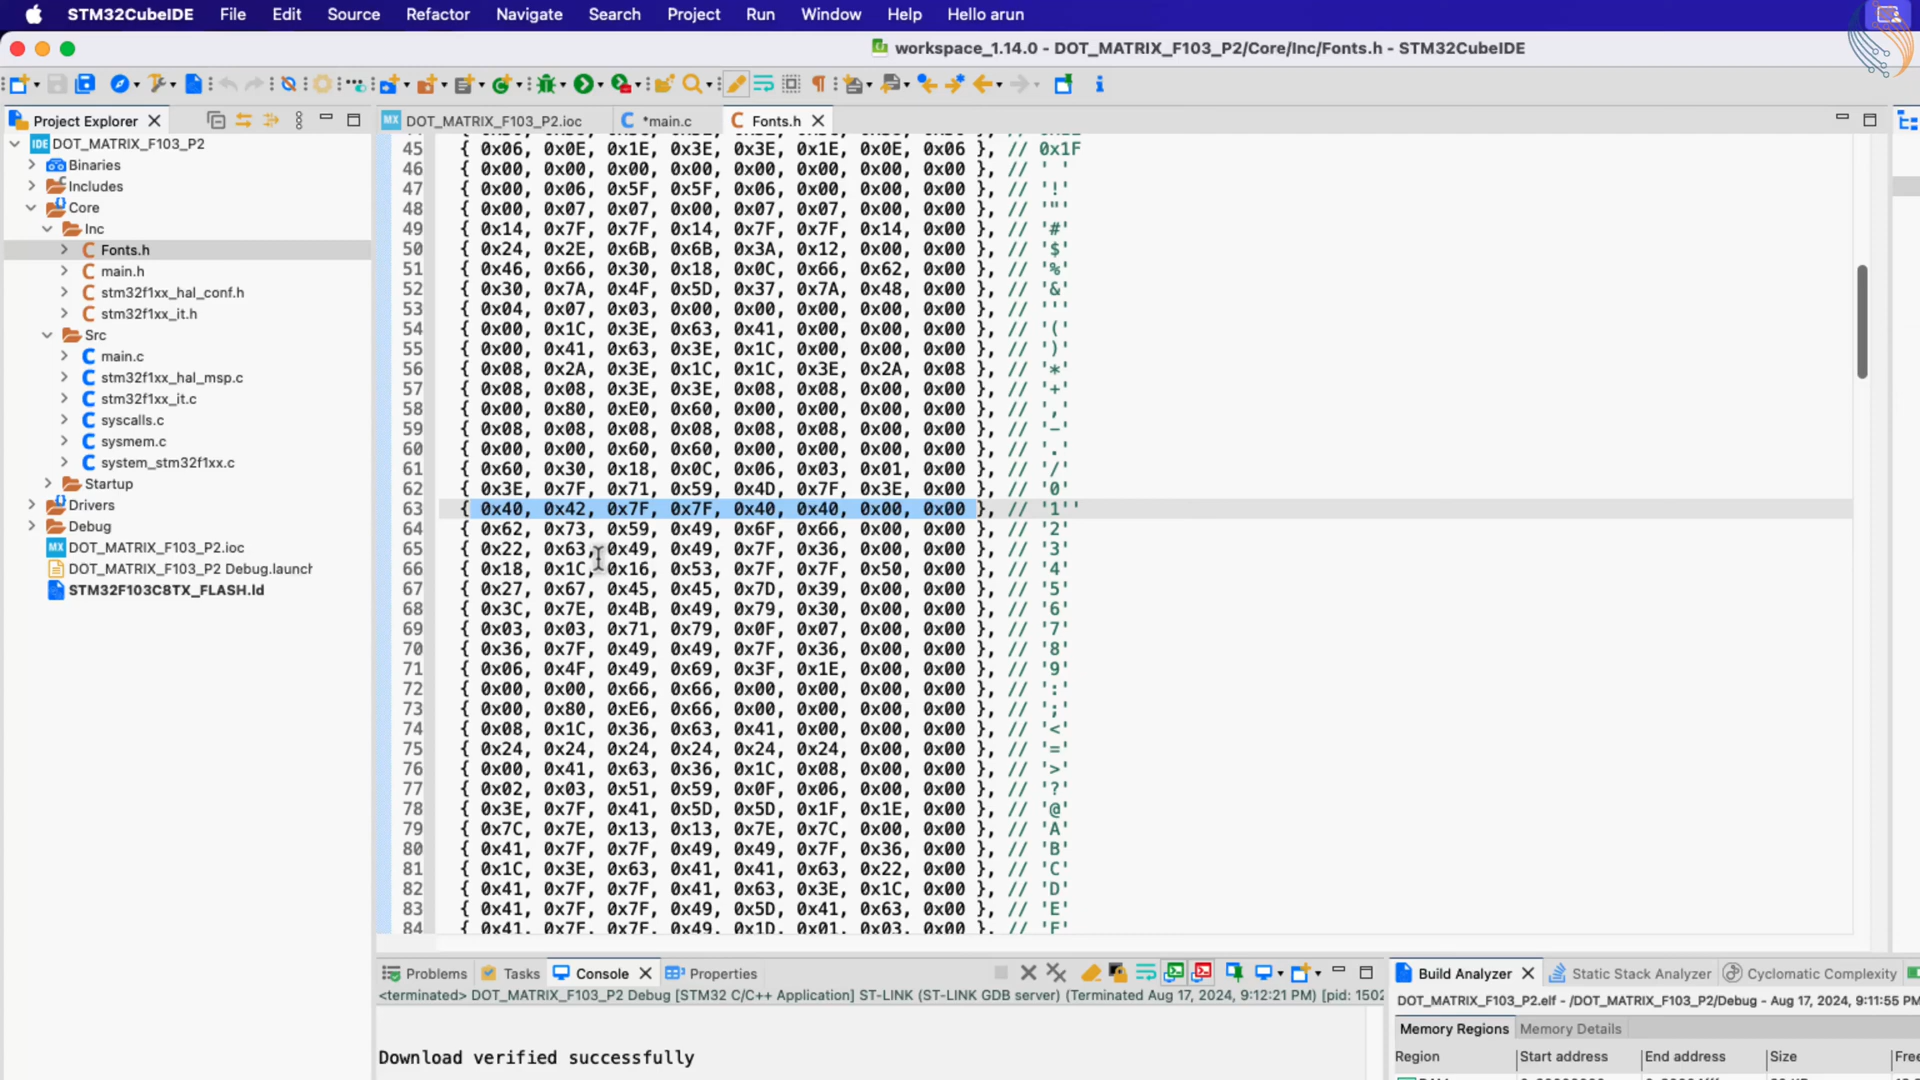 STM32CubeIDE File Edit Source Refactor Navigate Search Project Run Window Help Hello arun
workspace_1.14.0 - DOT_MATRIX_F103_P2/Core/Inc/Fonts.h - STM32CubeIDE
Project Explorer
DOT_MATRIX_F103_P2
Binaries
Includes
Core
Inc
Fonts.h
main.h
stm32f1xx_hal_conf.h
stm32f1xx_it.h
Src
main.c
stm32f1xx_hal_msp.c
stm32f1xx_it.c
syscalls.c
sysmem.c
system_stm32f1xx.c
Startup
Drivers
Debug
DOT_MATRIX_F103_P2.ioc
DOT_MATRIX_F103_P2 Debug.launch
STM32F103C8TX_FLASH.ld
DOT_MATRIX_F103_P2.ioc *main.c Fonts.h
45 { 0x06, 0x0E, 0x1E, 0x3E, 0x3E, 0x1E, 0x0E, 0x06 }, // 0x1F
46 { 0x00, 0x00, 0x00, 0x00, 0x00, 0x00, 0x00, 0x00 }, // ' '
47 { 0x00, 0x06, 0x5F, 0x5F, 0x06, 0x00, 0x00, 0x00 }, // '!'
48 { 0x00, 0x07, 0x07, 0x00, 0x07, 0x07, 0x00, 0x00 }, // '"'
49 { 0x14, 0x7F, 0x7F, 0x14, 0x7F, 0x7F, 0x14, 0x00 }, // '#'
50 { 0x24, 0x2E, 0x6B, 0x6B, 0x3A, 0x12, 0x00, 0x00 }, // '$'
51 { 0x46, 0x66, 0x30, 0x18, 0x0C, 0x66, 0x62, 0x00 }, // '%'
52 { 0x30, 0x7A, 0x4F, 0x5D, 0x37, 0x7A, 0x48, 0x00 }, // '&'
53 { 0x04, 0x07, 0x03, 0x00, 0x00, 0x00, 0x00, 0x00 }, // '''
54 { 0x00, 0x1C, 0x3E, 0x63, 0x41, 0x00, 0x00, 0x00 }, // '('
55 { 0x00, 0x41, 0x63, 0x3E, 0x1C, 0x00, 0x00, 0x00 }, // ')'
56 { 0x08, 0x2A, 0x3E, 0x1C, 0x1C, 0x3E, 0x2A, 0x08 }, // '*'
57 { 0x08, 0x08, 0x3E, 0x3E, 0x08, 0x08, 0x00, 0x00 }, // '+'
58 { 0x00, 0x80, 0xE0, 0x60, 0x00, 0x00, 0x00, 0x00 }, // ','
59 { 0x08, 0x08, 0x08, 0x08, 0x08, 0x08, 0x00, 0x00 }, // '-'
60 { 0x00, 0x00, 0x60, 0x60, 0x00, 0x00, 0x00, 0x00 }, // '.'
61 { 0x60, 0x30, 0x18, 0x0C, 0x06, 0x03, 0x01, 0x00 }, // '/'
62 { 0x3E, 0x7F, 0x71, 0x59, 0x4D, 0x7F, 0x3E, 0x00 }, // '0'
63 { 0x40, 0x42, 0x7F, 0x7F, 0x40, 0x40, 0x00, 0x00 }, // '1''
64 { 0x62, 0x73, 0x59, 0x49, 0x6F, 0x66, 0x00, 0x00 }, // '2'
65 { 0x22, 0x63, 0x49, 0x49, 0x7F, 0x36, 0x00, 0x00 }, // '3'
66 { 0x18, 0x1C, 0x16, 0x53, 0x7F, 0x7F, 0x50, 0x00 }, // '4'
67 { 0x27, 0x67, 0x45, 0x45, 0x7D, 0x39, 0x00, 0x00 }, // '5'
68 { 0x3C, 0x7E, 0x4B, 0x49, 0x79, 0x30, 0x00, 0x00 }, // '6'
69 { 0x03, 0x03, 0x71, 0x79, 0x0F, 0x07, 0x00, 0x00 }, // '7'
70 { 0x36, 0x7F, 0x49, 0x49, 0x7F, 0x36, 0x00, 0x00 }, // '8'
71 { 0x06, 0x4F, 0x49, 0x69, 0x3F, 0x1E, 0x00, 0x00 }, // '9'
72 { 0x00, 0x00, 0x66, 0x66, 0x00, 0x00, 0x00, 0x00 }, // ':'
73 { 0x00, 0x80, 0xE6, 0x66, 0x00, 0x00, 0x00, 0x00 }, // ';'
74 { 0x08, 0x1C, 0x36, 0x63, 0x41, 0x00, 0x00, 0x00 }, // '<'
75 { 0x24, 0x24, 0x24, 0x24, 0x24, 0x24, 0x00, 0x00 }, // '='
76 { 0x00, 0x41, 0x63, 0x36, 0x1C, 0x08, 0x00, 0x00 }, // '>'
77 { 0x02, 0x03, 0x51, 0x59, 0x0F, 0x06, 0x00, 0x00 }, // '?'
78 { 0x3E, 0x7F, 0x41, 0x5D, 0x5D, 0x1F, 0x1E, 0x00 }, // '@'
79 { 0x7C, 0x7E, 0x13, 0x13, 0x7E, 0x7C, 0x00, 0x00 }, // 'A'
80 { 0x41, 0x7F, 0x7F, 0x49, 0x49, 0x7F, 0x36, 0x00 }, // 'B'
81 { 0x1C, 0x3E, 0x63, 0x41, 0x41, 0x63, 0x22, 0x00 }, // 'C'
82 { 0x41, 0x7F, 0x7F, 0x41, 0x63, 0x3E, 0x1C, 0x00 }, // 'D'
83 { 0x41, 0x7F, 0x7F, 0x49, 0x5D, 0x41, 0x63, 0x00 }, // 'E'
84 { 0x41, 0x7F, 0x7F, 0x49, 0x1D, 0x01, 0x03, 0x00 }, // 'F'
Problems Tasks Console Properties
<terminated> DOT_MATRIX_F103_P2 Debug [STM32 C/C++ Application] ST-LINK (ST-LINK GDB server) (Terminated Aug 17, 2024, 9:12:21 PM) [pid: 1502
Download verified successfully
Build Analyzer Static Stack Analyzer Cyclomatic Complexity
DOT_MATRIX_F103_P2.elf - /DOT_MATRIX_F103_P2/Debug - Aug 17, 2024, 9:11:55 PM
Memory Regions Memory Details
Region Start address End address Size Free